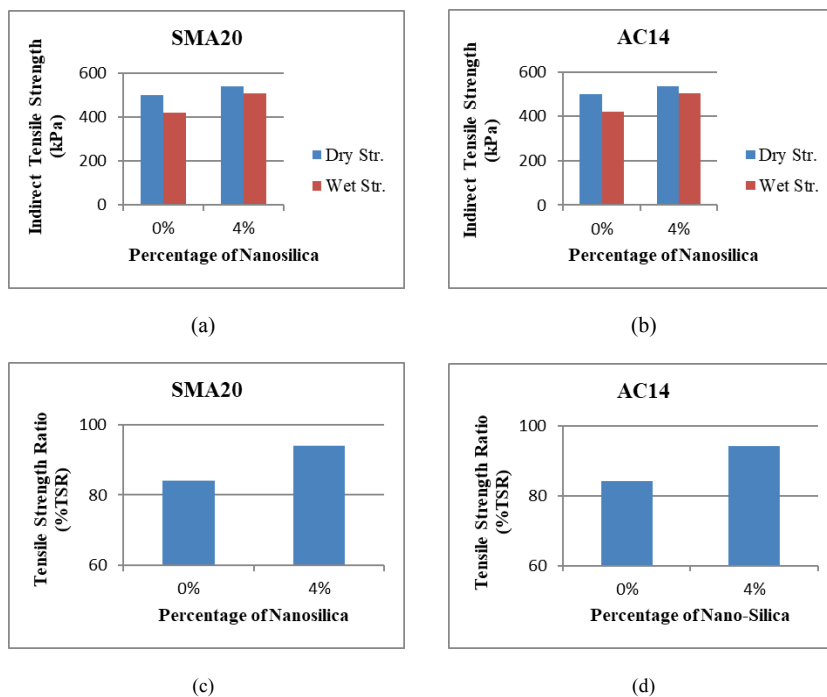 SMA20
Indirect Tensile Strength
(kPa)
600
400
200
0
0%
4%
Percentage of Nanosilica
Dry Str.
Wet Str.
(a)
AC14
Indirect Tensile Strength
(kPa)
600
400
200
0
0%
4%
Percentage of Nanosilica
Dry Str.
Wet Str.
(b)
SMA20
Tensile Strength Ratio
(%TSR)
100
80
60
0%
4%
Percentage of Nanosilica
(c)
AC14
Tensile Strength Ratio
(%TSR)
100
80
60
0%
4%
Percentage of Nano-Silica
(d)